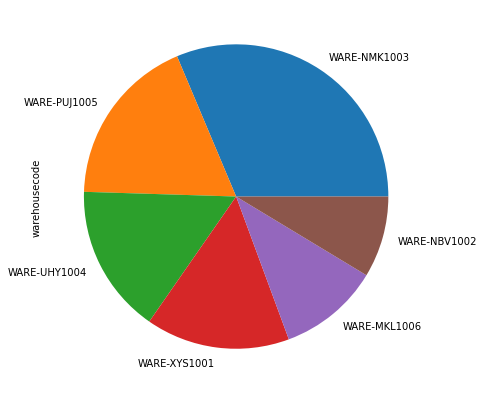 WARE-NMK1003
WARE-PUJ1005
warehousecode
WARE-NBV1002
WARE-UHY1004
WARE-MKL1006
WARE-XYS1001